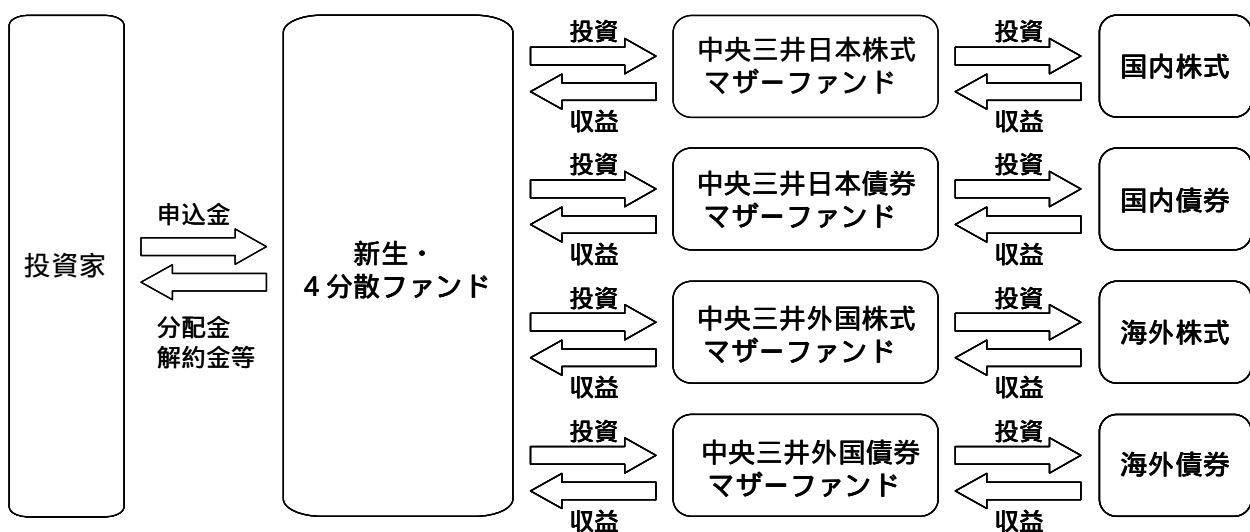 投資家
申込金
分配金
解約金等
新生・
4分散ファンド
投資
収益
中央三井日本株式
マザーファンド
投資
収益
国内株式
投資
収益
中央三井日本債券
マザーファンド
投資
収益
国内債券
投資
収益
中央三井外国株式
マザーファンド
投資
収益
海外株式
投資
収益
中央三井外国債券
マザーファンド
投資
収益
海外債券